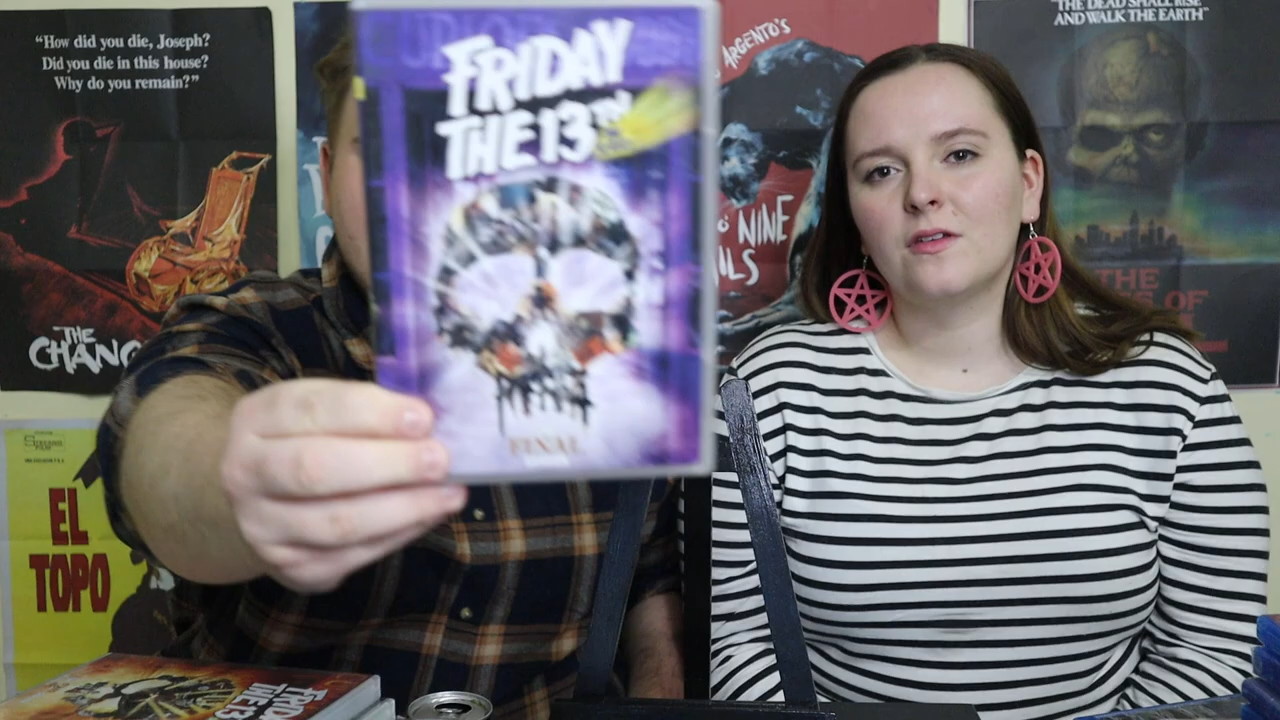 "How did you die, Joseph?
Did you die in this house?
Why do you remain?"
THE
CHANG
EL
TOPO
FRIDAY
THE 13TH
FINAL
ARGENTO'S
NINE
THE DEAD SHALL RISE
AND WALK THE EARTH"
THE
OF
FRIDAY
THE 13